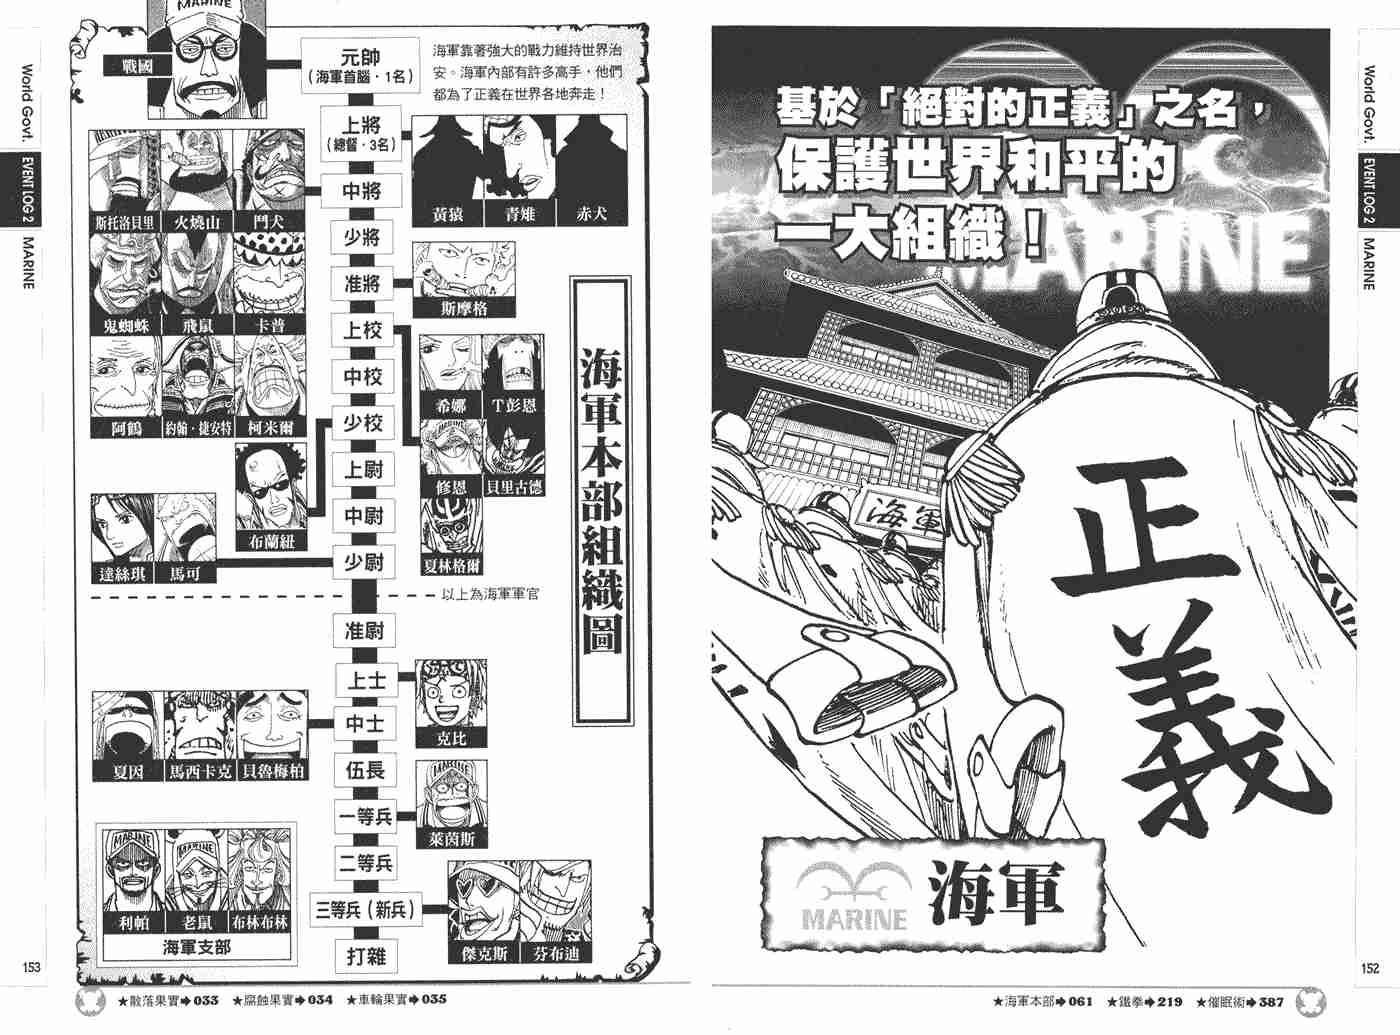 World Govt.
EVENT LOG 2
MARINE
基於「絕對的正義」之名，
保護世界和平的
一大組織！
MARINE
海軍
正義
MARINE
海軍
152
★海軍本部➡061 ★鐵拳➡219 ★催眠術➡387
World Govt.
EVENT LOG 2
MARINE
海軍本部組織圖
海軍靠著強大的戰力維持世界治
安。海軍內部有許多高手，他們
都為了正義在世界各地奔走！
MARINE
戰國
元帥
（海軍首腦・1名）
上將
（總督・3名）
黃猿 青雉 赤犬
中將
斯托洛貝里 火燒山 鬥犬
鬼蜘蛛 飛鼠 卡普
阿鶴 約翰・捷安特 柯米爾
少將
准將
斯摩格
上校
希娜 T彭恩
修恩 貝里古德
夏林格爾
中校
少校
布蘭紐
上尉
中尉
少尉
達絲琪 馬可
以上為海軍軍官
准尉
上士
克比
中士
夏因 馬西卡克 貝魯梅柏
伍長
一等兵
MARINE
萊茵斯
二等兵
三等兵（新兵）
傑克斯 芬布迪
打雜
MARINE
MARINE
利帕 老鼠 布林布林
海軍支部
153
★散落果實➡033 ★腐蝕果實➡034 ★車輪果實➡035